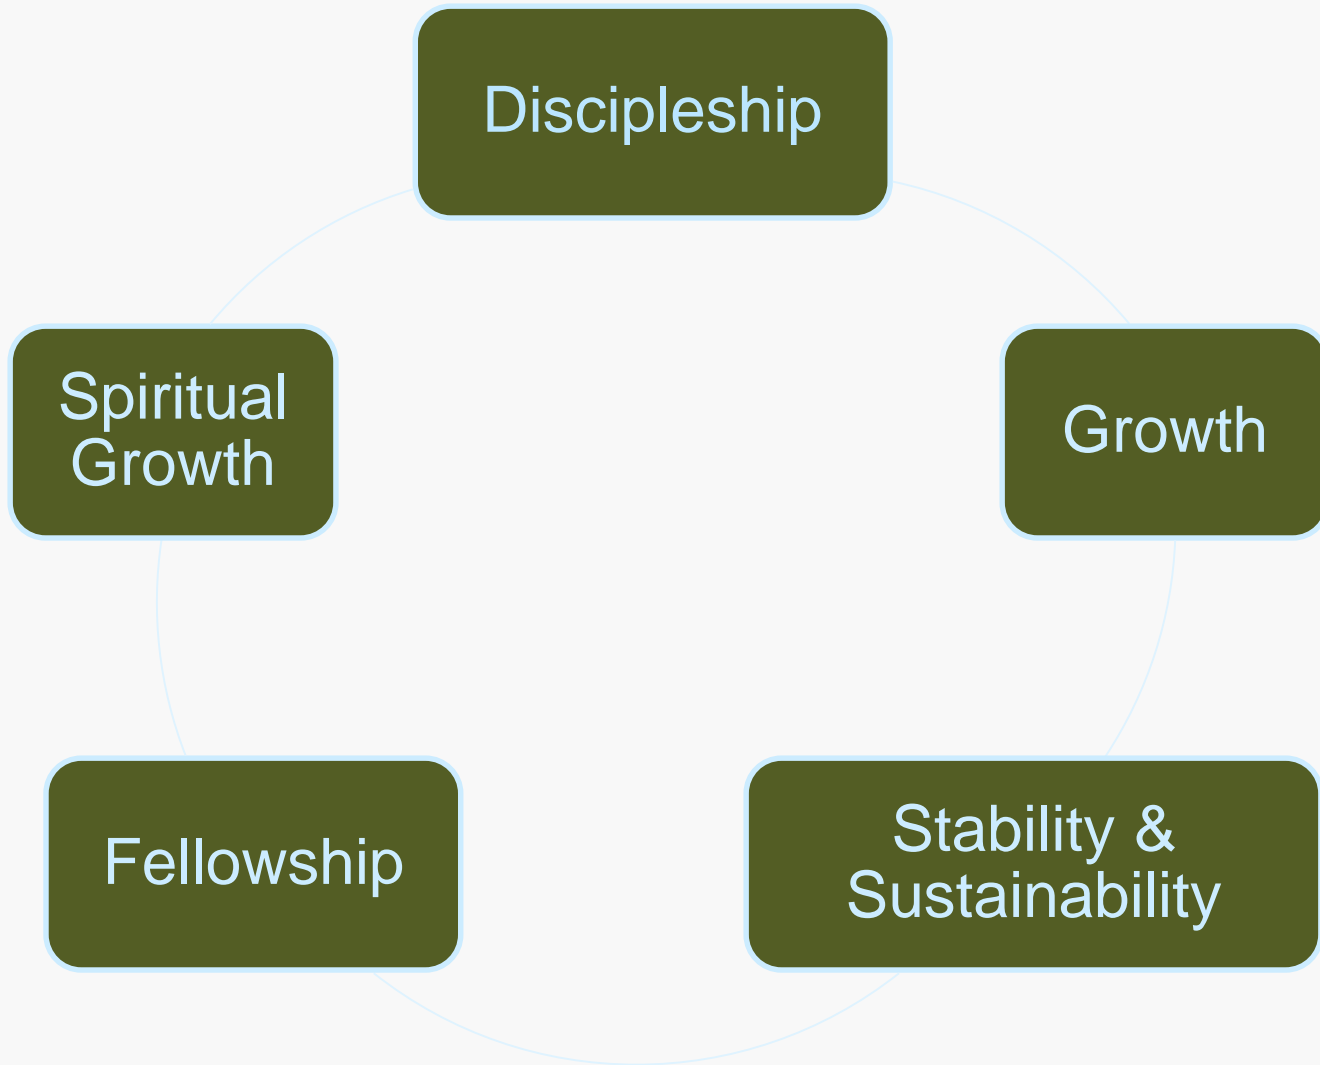 Discipleship
Growth
Stability &
Sustainability
Fellowship
Spiritual
Growth